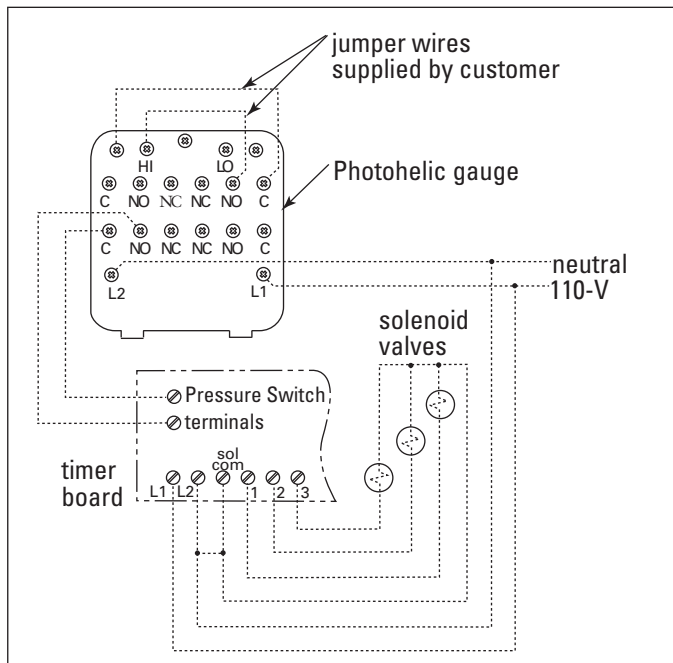 jumper wires
supplied by customer
HI LO
C NO NC NC NO C
Photohelic gauge
C NO NC NC NO C
L2 L1
neutral
110-V
solenoid
valves
Pressure Switch
terminals
timer
board
sol
com
L1 L2 1 2 3